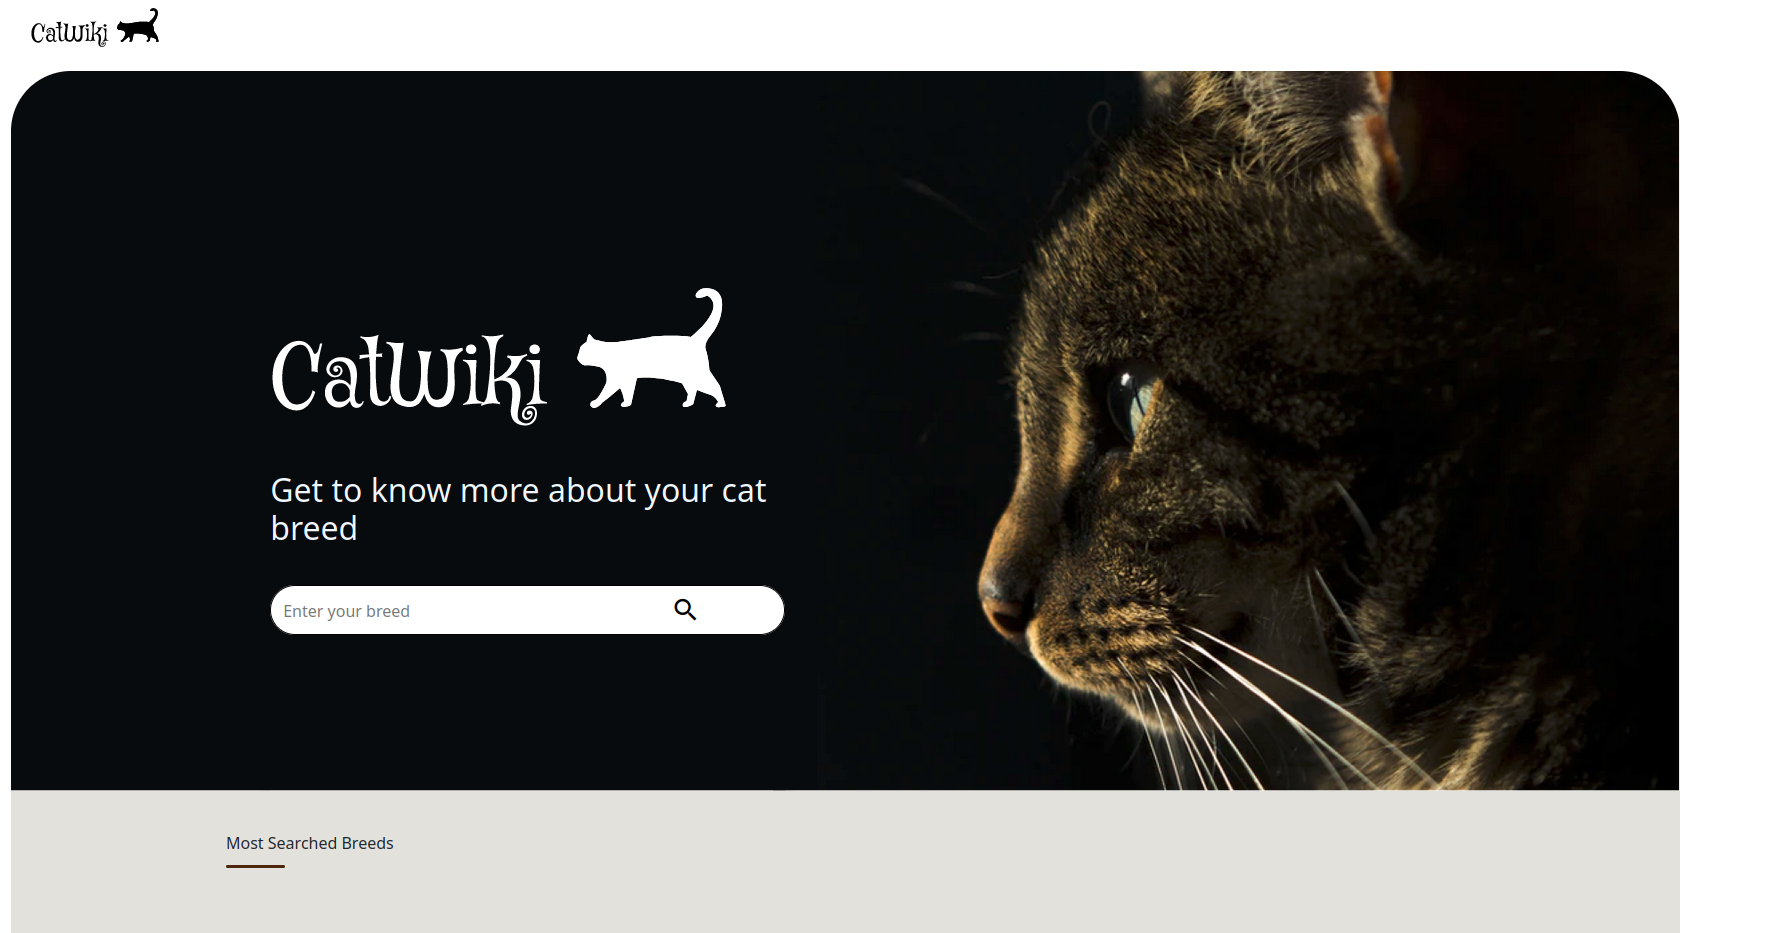 CatWiki
CatWiki
Get to know more about your cat
breed
Enter your breed
Most Searched Breeds